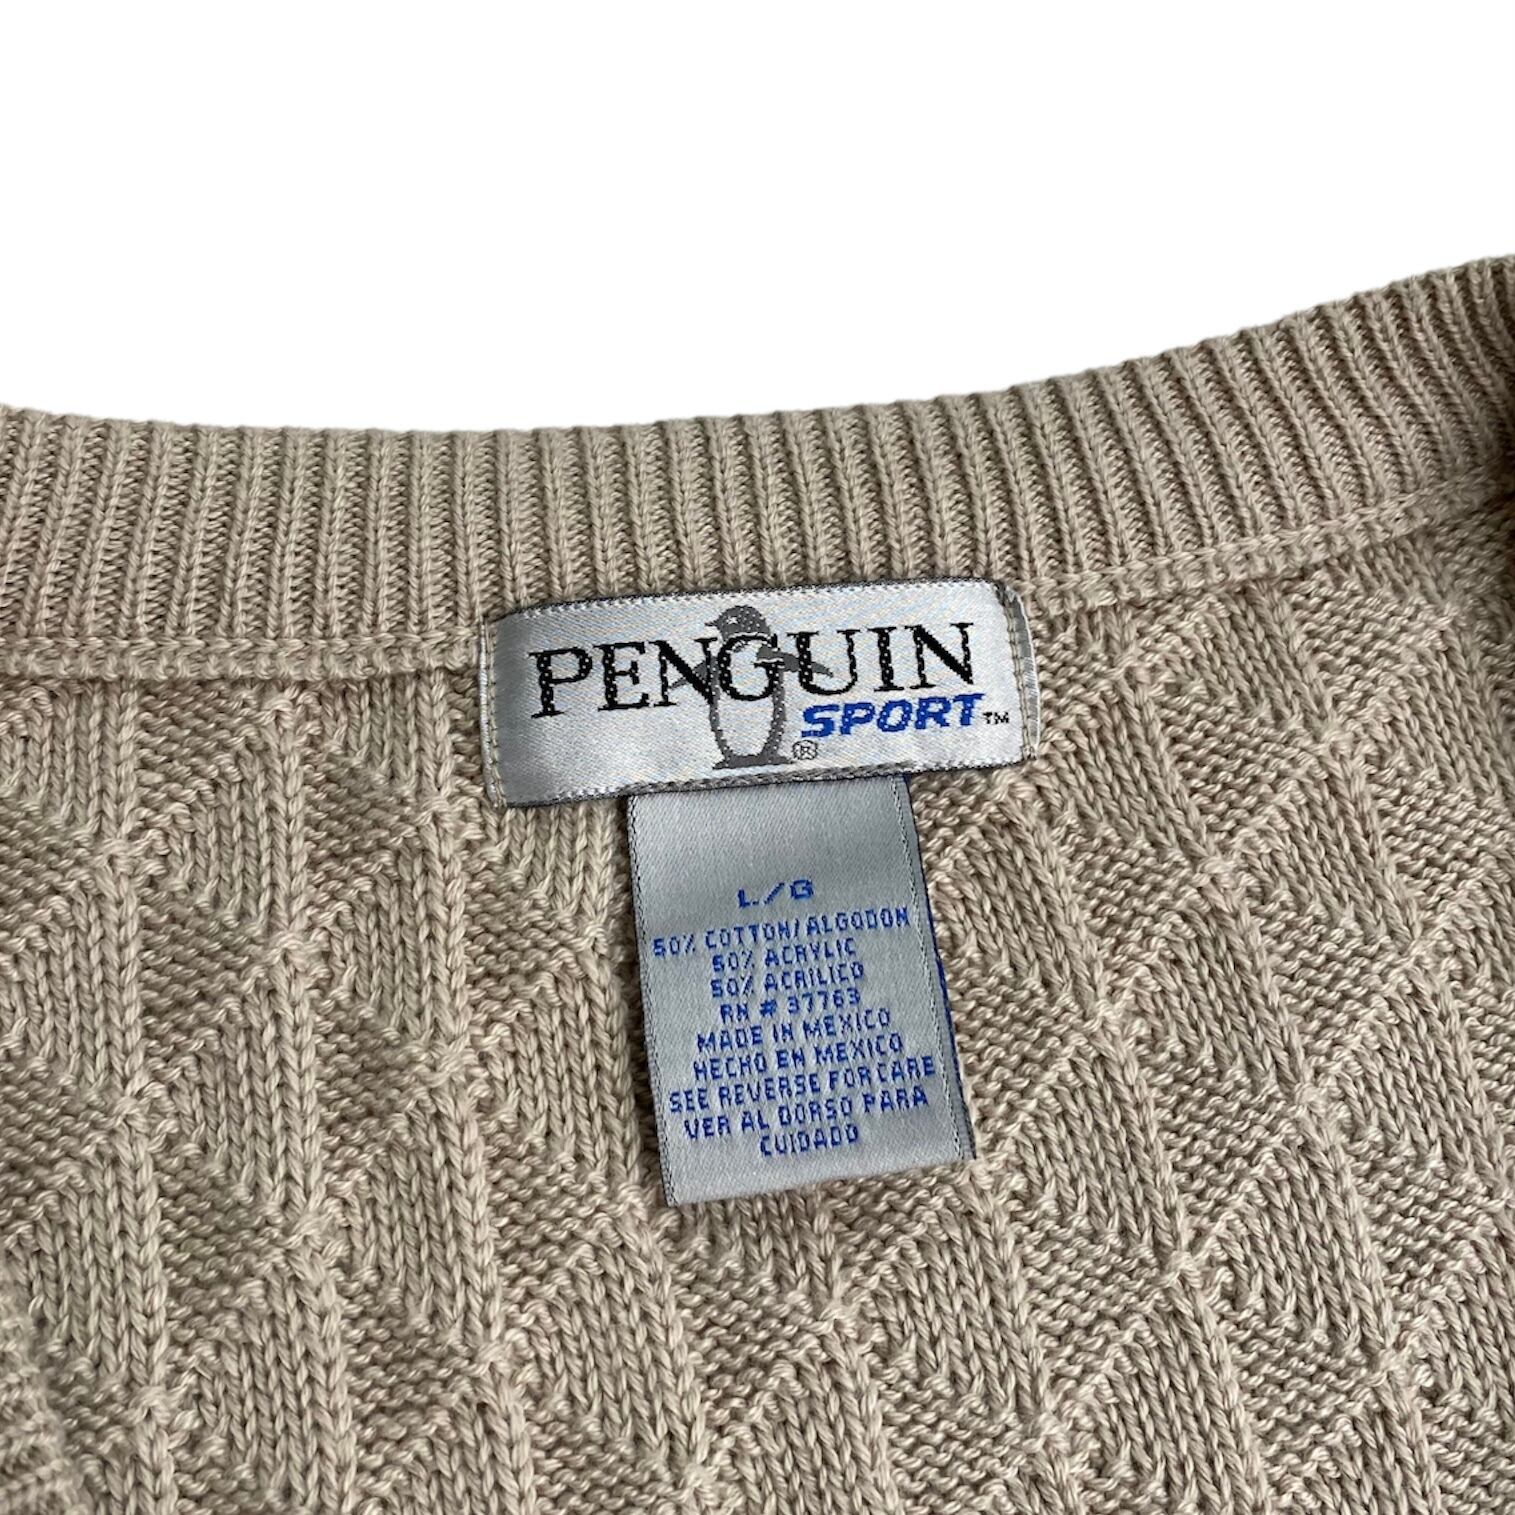 PENGUIN
SPORT™
®
L/G
50% COTTON/ALGODON
50% ACRYLIC
50% ACRILICO
RN # 37763
MADE IN MEXICO
HECHO EN MEXICO
SEE REVERSE FOR CARE
VER AL DORSO PARA
CUIDADO